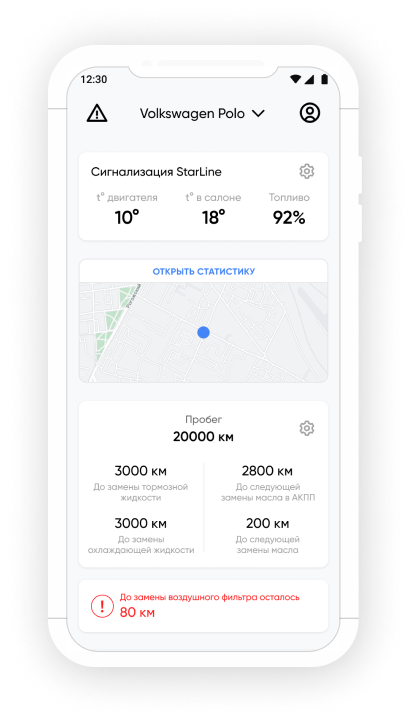 12:30
Volkswagen Polo
Сигнализация StarLine
t° двигателя t° в салоне Топливо
10° 18° 92%
ОТКРЫТЬ СТАТИСТИКУ
Пробег
20000 км
3000 км
До замены тормозной
жидкости
2800 км
До следующей
замены масла в АКПП
3000 км
До замены
охлаждающей жидкости
200 км
До следующей
замены масла
До замены воздушного фильтра осталось
80 км